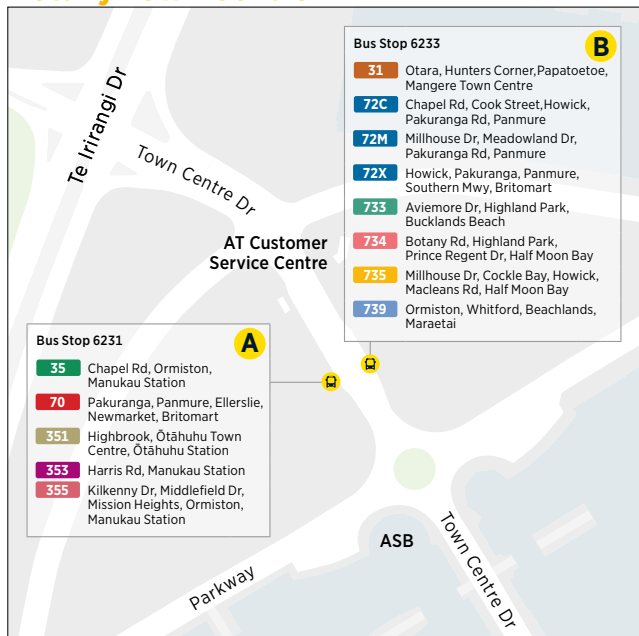 Te Irirangi Dr
Town Centre Dr
AT Customer
Service Centre
Bus Stop 6233
B
31 Otara, Hunters Corner,Papatoetoe,
Mangere Town Centre
72C Chapel Rd, Cook Street,Howick,
Pakuranga Rd, Panmure
72M Millhouse Dr, Meadowland Dr,
Pakuranga Rd, Panmure
72X Howick, Pakuranga, Panmure,
Southern Mwy, Britomart
733 Aviemore Dr, Highland Park,
Bucklands Beach
734 Botany Rd, Highland Park,
Prince Regent Dr, Half Moon Bay
735 Millhouse Dr, Cockle Bay, Howick,
Macleans Rd, Half Moon Bay
739 Ormiston, Whitford, Beachlands,
Maraetai
Bus Stop 6231
A
35 Chapel Rd, Ormiston,
Manukau Station
70 Pakuranga, Panmure, Ellerslie,
Newmarket, Britomart
351 Highbrook, Ōtāhuhu Town
Centre, Ōtāhuhu Station
353 Harris Rd, Manukau Station
355 Kilkenny Dr, Middlefield Dr,
Mission Heights, Ormiston,
Manukau Station
ASB
Parkway
Town Centre Dr